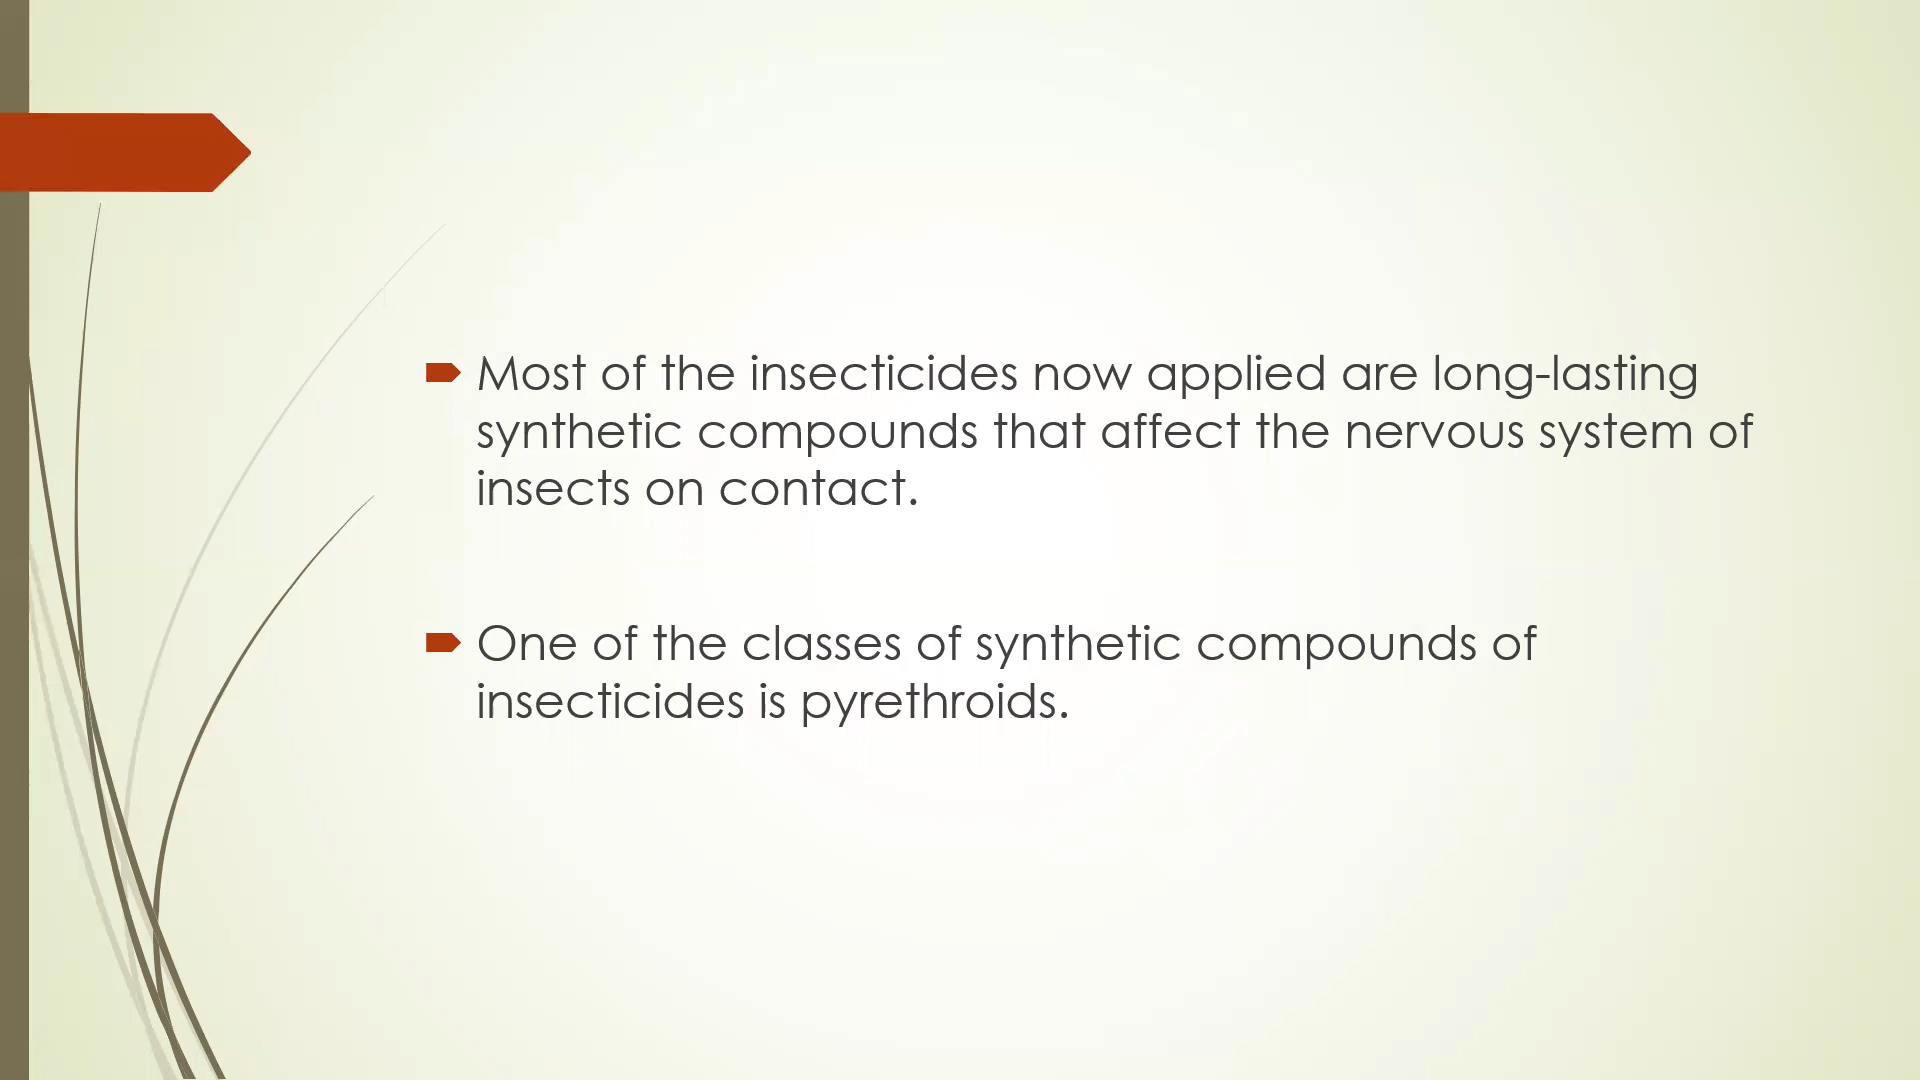 Most of the insecticides now applied are long-lasting
synthetic compounds that affect the nervous system of
insects on contact.
One of the classes of synthetic compounds of
insecticides is pyrethroids.